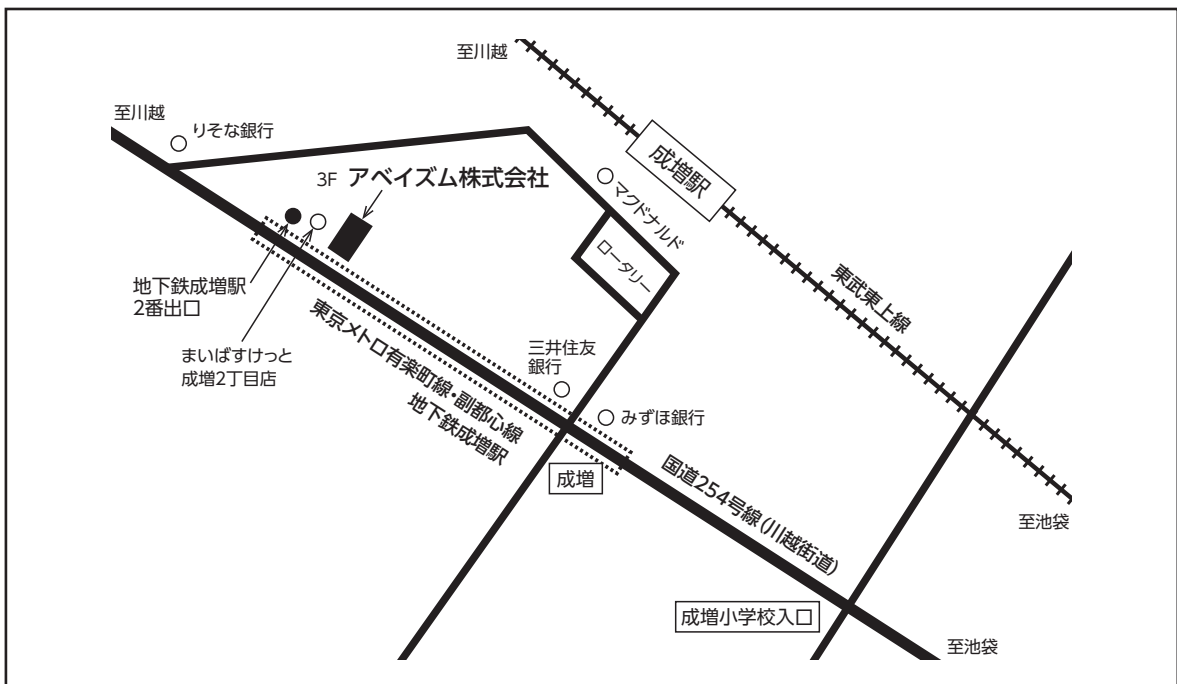 至川越
至川越
りそな銀行
3F アベイズム株式会社
成増駅
マクドナルド
ロータリー
東武東上線
地下鉄成増駅
2番出口
まいばすけっと
成増2丁目店
東京メトロ有楽町線・副都心線
地下鉄成増駅
三井住友
銀行
みずほ銀行
成増
国道254号線(川越街道)
至池袋
成増小学校入口
至池袋